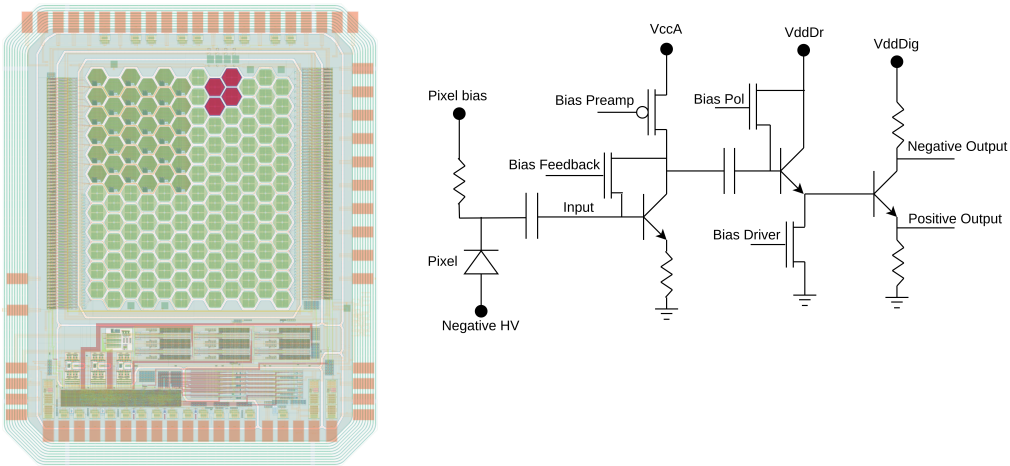 VccA
VddDr
VddDig
Pixel bias
Bias Preamp
Bias Pol
Negative Output
Bias Feedback
Input
Positive Output
Bias Driver
Pixel
Negative HV